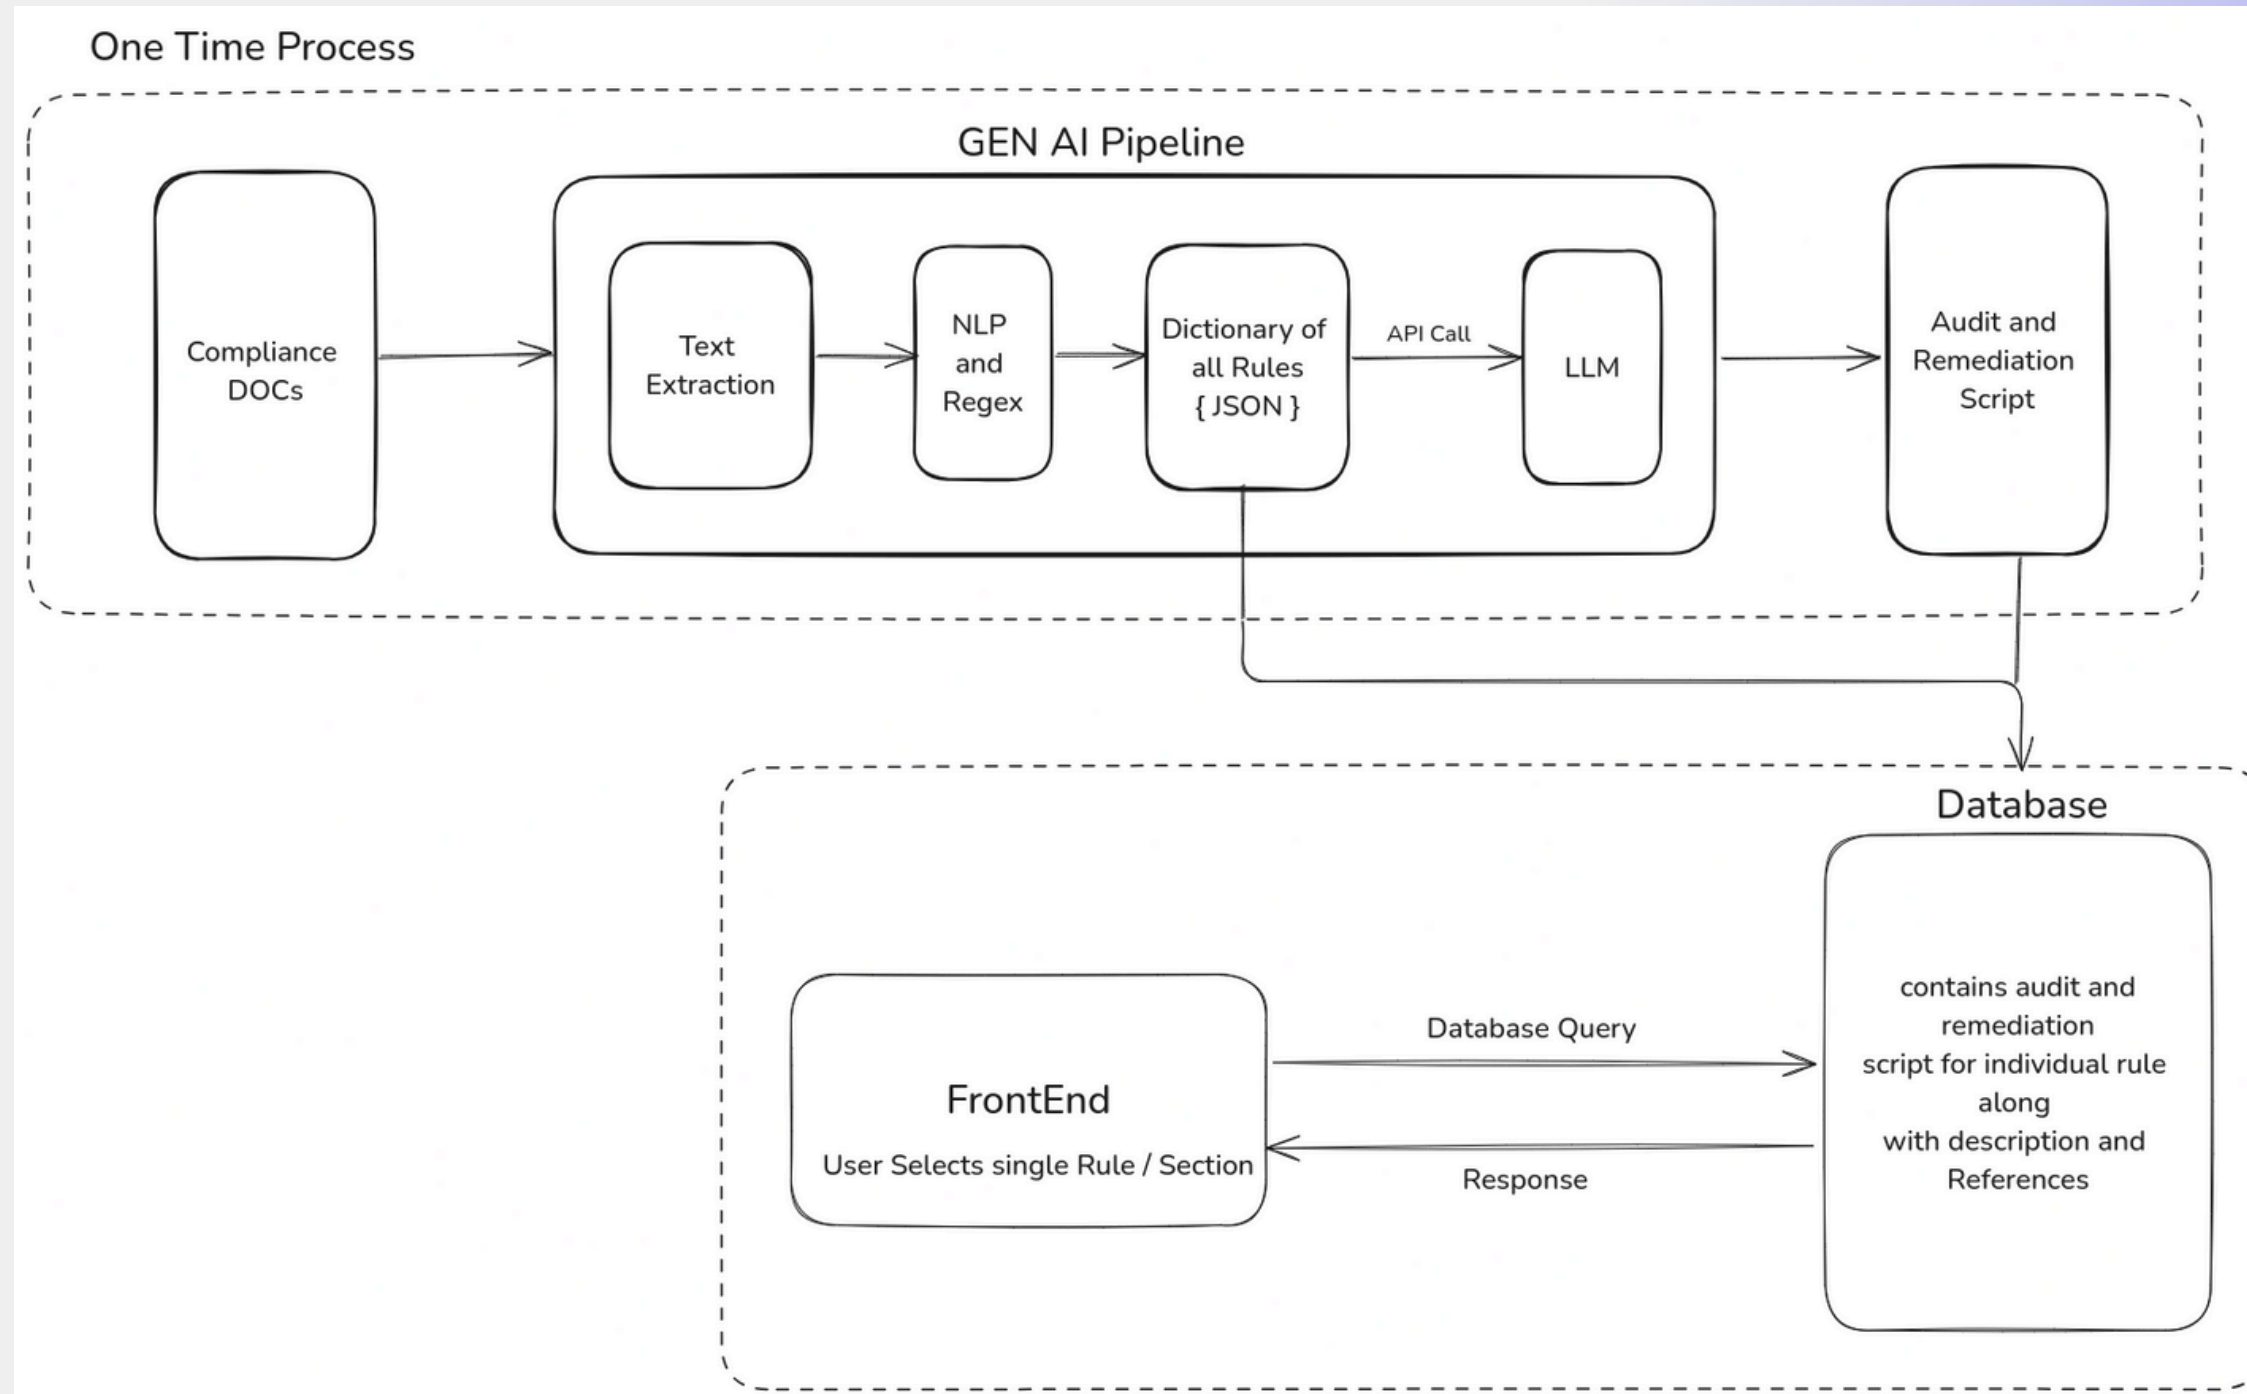 One Time Process
GEN AI Pipeline
Compliance
DOCs
Text
Extraction
NLP
and
Regex
Dictionary of
all Rules
{ JSON }
API Call
LLM
Audit and
Remediation
Script
Database
contains audit and
remediation
script for individual rule
along
with description and
References
FrontEnd
User Selects single Rule / Section
Database Query
Response